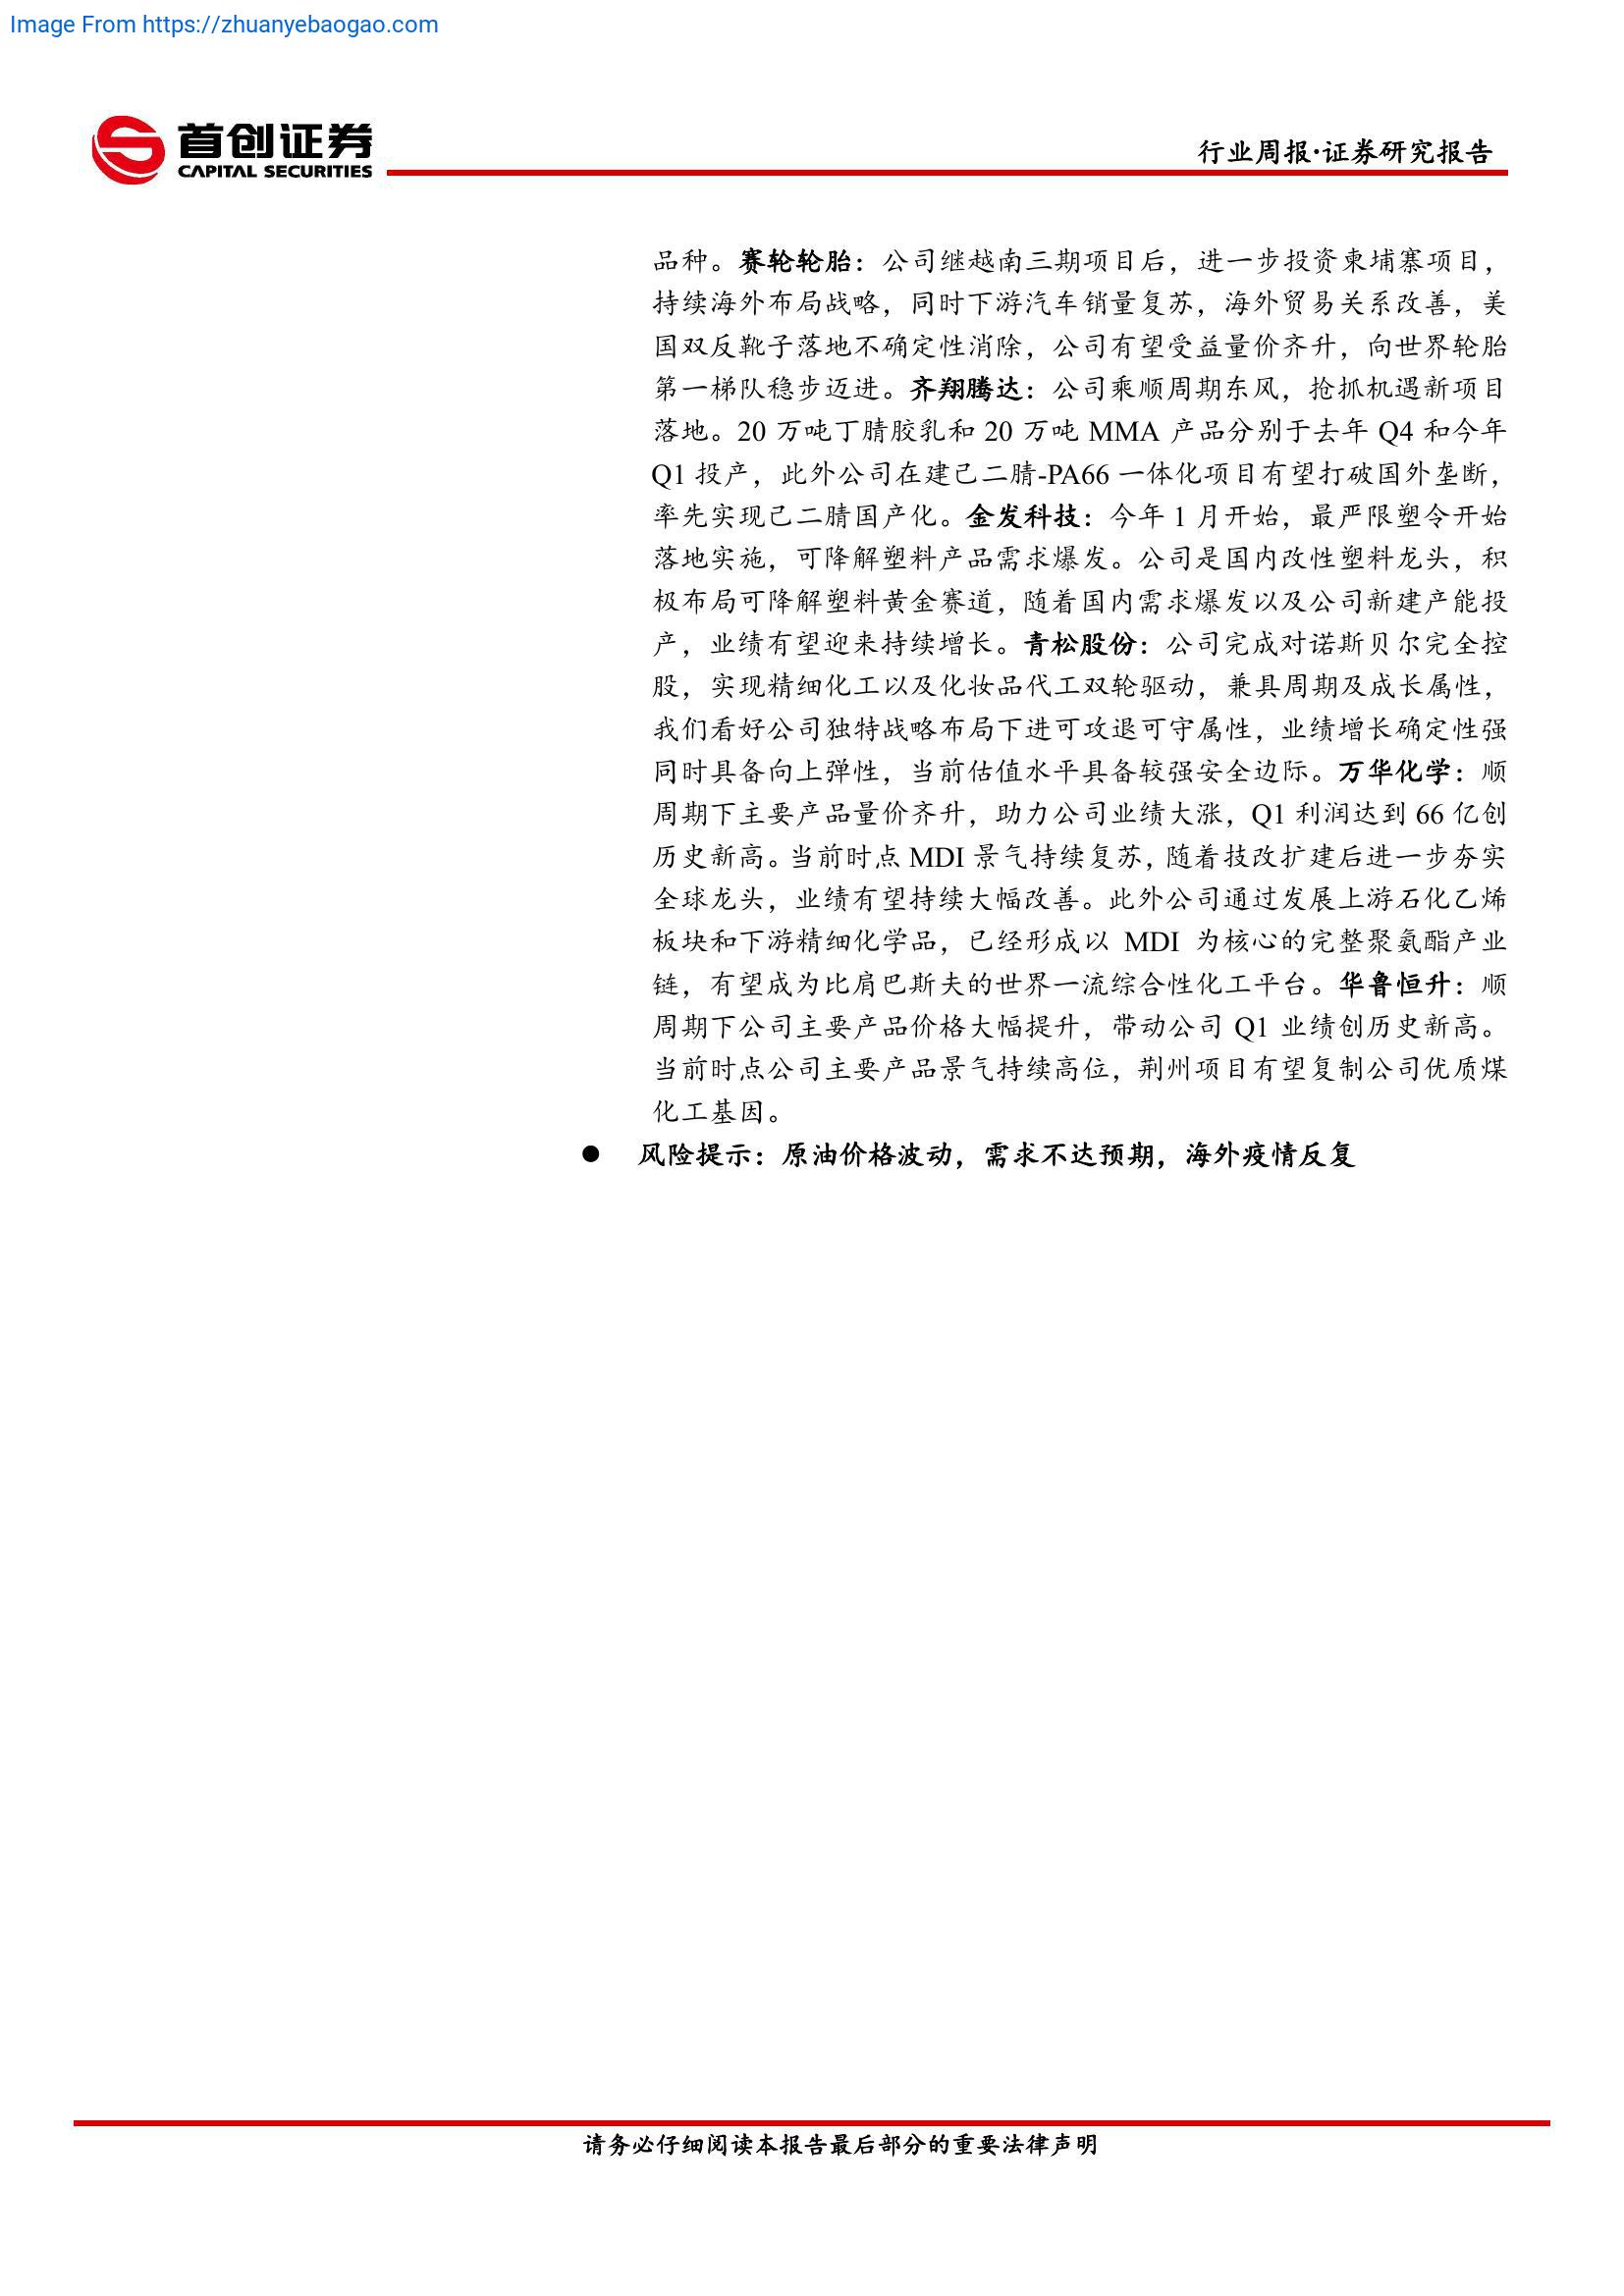 Image From https://zhuanyebaogao.com
首创证券
CAPITAL SECURITIES
行业周报·证券研究报告
品种。赛轮轮胎：公司继越南三期项目后，进一步投资柬埔寨项目，
持续海外布局战略，同时下游汽车销量复苏，海外贸易关系改善，美
国双反靴子落地不确定性消除，公司有望受益量价齐升，向世界轮胎
第一梯队稳步迈进。齐翔腾达：公司乘顺周期东风，抢抓机遇新项目
落地。20 万吨丁腈胶乳和 20 万吨 MMA 产品分别于去年 Q4 和今年
Q1 投产，此外公司在建己二腈-PA66 一体化项目有望打破国外垄断，
率先实现己二腈国产化。金发科技：今年 1 月开始，最严限塑令开始
落地实施，可降解塑料产品需求爆发。公司是国内改性塑料龙头，积
极布局可降解塑料黄金赛道，随着国内需求爆发以及公司新建产能投
产，业绩有望迎来持续增长。青松股份：公司完成对诺斯贝尔完全控
股，实现精细化工以及化妆品代工双轮驱动，兼具周期及成长属性，
我们看好公司独特战略布局下进可攻退可守属性，业绩增长确定性强
同时具备向上弹性，当前估值水平具备较强安全边际。万华化学：顺
周期下主要产品量价齐升，助力公司业绩大涨，Q1 利润达到 66 亿创
历史新高。当前时点 MDI 景气持续复苏，随着技改扩建后进一步夯实
全球龙头，业绩有望持续大幅改善。此外公司通过发展上游石化乙烯
板块和下游精细化学品，已经形成以 MDI 为核心的完整聚氨酯产业
链，有望成为比肩巴斯夫的世界一流综合性化工平台。华鲁恒升：顺
周期下公司主要产品价格大幅提升，带动公司 Q1 业绩创历史新高。
当前时点公司主要产品景气持续高位，荆州项目有望复制公司优质煤
化工基因。
● 风险提示：原油价格波动，需求不达预期，海外疫情反复
请务必仔细阅读本报告最后部分的重要法律声明